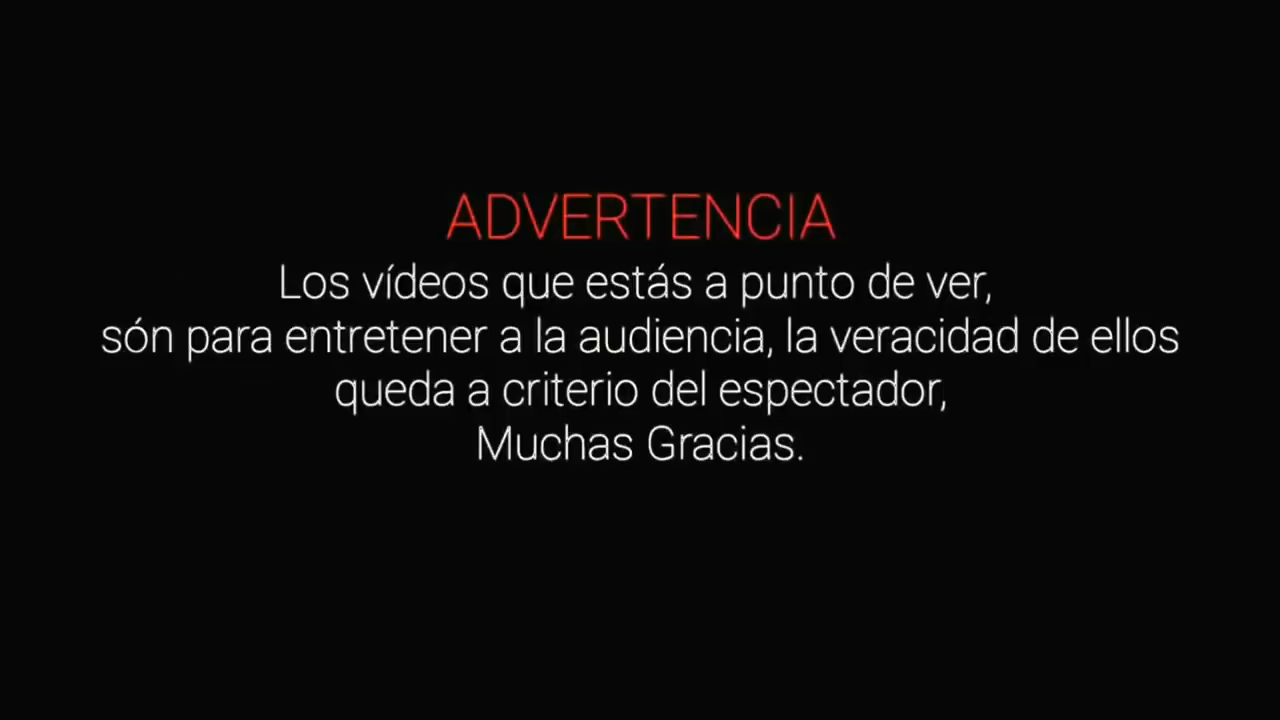 ADVERTENCIA
Los vídeos que estás a punto de ver,
són para entretener a la audiencia, la veracidad de ellos
queda a criterio del espectador,
Muchas Gracias.